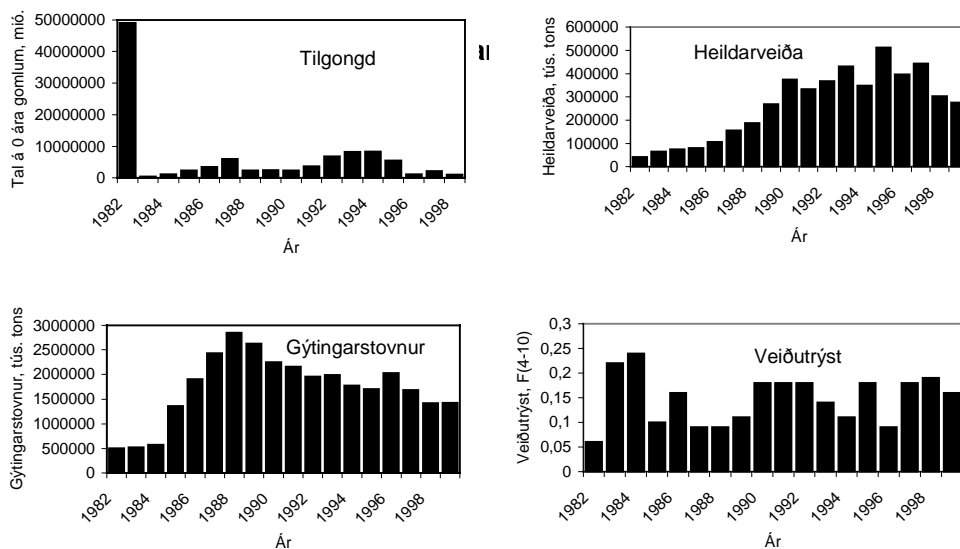 Tilgongd
Tal á 0 ára gomlum, mió.
50000000
40000000
30000000
20000000
10000000
0
1982 1984 1986 1988 1990 1992 1994 1996 1998
Ár
Heildarveiða
Heildarveiða, tús. tons
600000
500000
400000
300000
200000
100000
0
1982 1984 1986 1988 1990 1992 1994 1996 1998
Ár
Gýtingarstovnur
Gýtingarstovnur, tús. tons
3000000
2500000
2000000
1500000
1000000
500000
0
1982 1984 1986 1988 1990 1992 1994 1996 1998
Ár
Veiðutrýst
Veiðutrýst, F(4-10)
0,3
0,25
0,2
0,15
0,1
0,05
0
1982 1984 1986 1988 1990 1992 1994 1996 1998
Ár